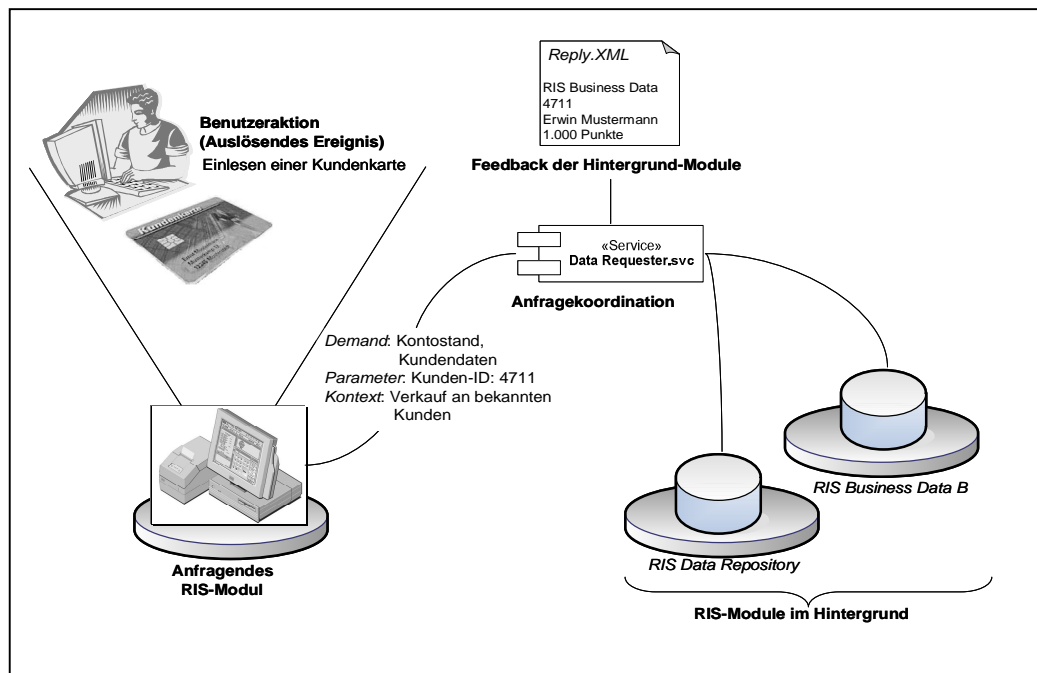 Reply.XML
RIS Business Data
4711
Erwin Mustermann
1.000 Punkte
Feedback der Hintergrund-Module
Benutzeraktion
(Auslösendes Ereignis)
Einlesen einer Kundenkarte
Kundenkarte
«Service»
Data Requester.svc
Anfragekoordination
Demand: Kontostand,
Kundendaten
Parameter: Kunden-ID: 4711
Kontext: Verkauf an bekannten
Kunden
RIS Business Data B
RIS Data Repository
Anfragendes
RIS-Modul
RIS-Module im Hintergrund